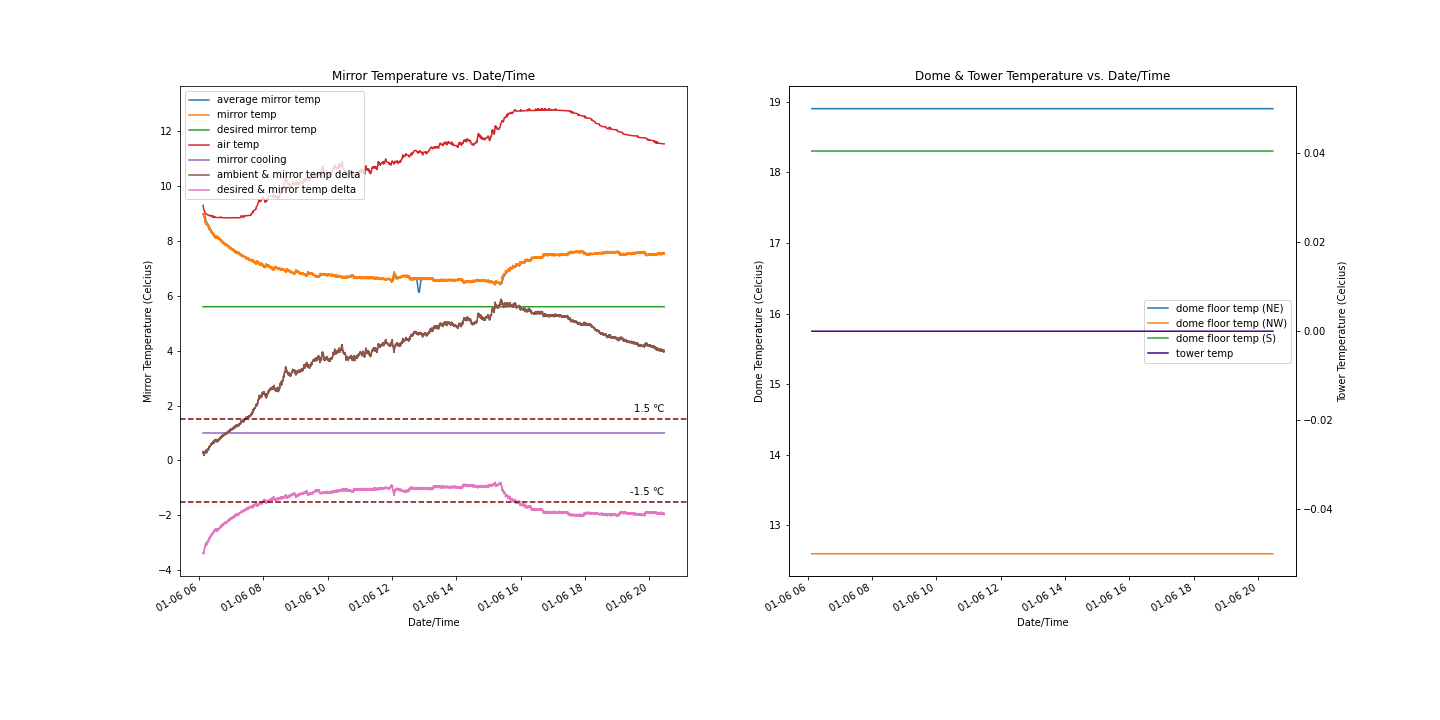 Mirror Temperature vs. Date/Time
average mirror temp
mirror temp
desired mirror temp
air temp
mirror cooling
ambient & mirror temp delta
desired & mirror temp delta
12
10
8
6
4
2
0
−2
−4
Mirror Temperature (Celcius)
1.5 °C
-1.5 °C
01-06 06
01-06 08
01-06 10
01-06 12
01-06 14
01-06 16
01-06 18
01-06 20
Date/Time
Dome & Tower Temperature vs. Date/Time
19
18
17
16
15
14
13
Dome Temperature (Celcius)
dome floor temp (NE)
dome floor temp (NW)
dome floor temp (S)
tower temp
0.04
0.02
0.00
−0.02
−0.04
Tower Temperature (Celcius)
01-06 06
01-06 08
01-06 10
01-06 12
01-06 14
01-06 16
01-06 18
01-06 20
Date/Time